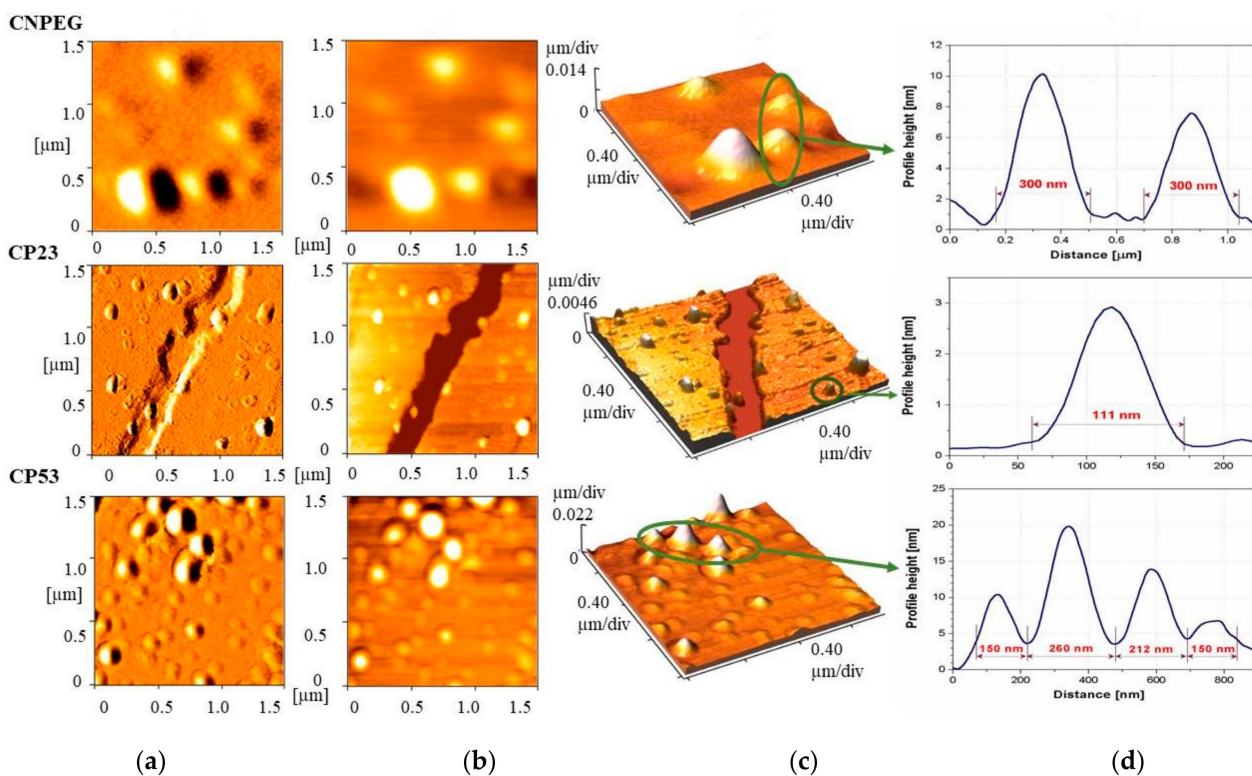 CNPEG
1.5
1.0
[µm]
0.5
0
0 0.5 1.0 1.5
1.5
1.0
0.5
0
[µm]
0 0.5 1.0 1.5
µm/div
0.014
0
0.40
µm/div
0.40
µm/div
12
10
8
6
4
2
0
Profile height [nm]
300 nm
300 nm
0.0 0.2 0.4 0.6 0.8 1.0
Distance [µm]
CP23
1.5
1.0
[µm]
0.5
0
0 0.5 1.0 1.5
1.5
1.0
0.5
0
[µm]
0 0.5 1.0 1.5
µm/div
0.0046
0
0.40
µm/div
0.40
µm/div
3
2
1
0
Profile height [nm]
111 nm
0 50 100 150 200
CP53
1.5
1.0
[µm]
0.5
0
0 0.5 1.0 1.5
1.5
1.0
0.5
0
[µm]
0 0.5 1.0 1.5
µm/div
0.022
0
0.40
µm/div
0.40
µm/div
25
20
15
10
5
0
Profile height [nm]
150 nm 260 nm 212 nm 150 nm
0 200 400 600 800
Distance [nm]
(a) (b) (c) (d)